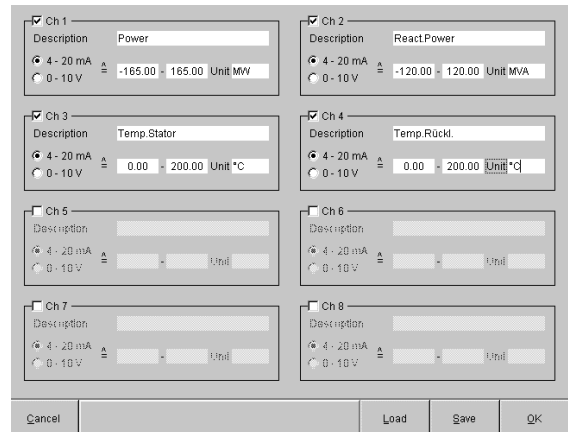 Ch 1
Description Power
4 - 20 mA
0 - 10 V
≙ -165.00 - 165.00 Unit MW
Ch 2
Description React.Power
4 - 20 mA
0 - 10 V
≙ -120.00 - 120.00 Unit MVA
Ch 3
Description Temp.Stator
4 - 20 mA
0 - 10 V
≙ 0.00 - 200.00 Unit °C
Ch 4
Description Temp.Rückl.
4 - 20 mA
0 - 10 V
≙ 0.00 - 200.00 Unit °C
Ch 5
Description
4 - 20 mA
0 - 10 V
≙ - Unit
Ch 6
Description
4 - 20 mA
0 - 10 V
≙ - Unit
Ch 7
Description
4 - 20 mA
0 - 10 V
≙ - Unit
Ch 8
Description
4 - 20 mA
0 - 10 V
≙ - Unit
Cancel Load Save OK